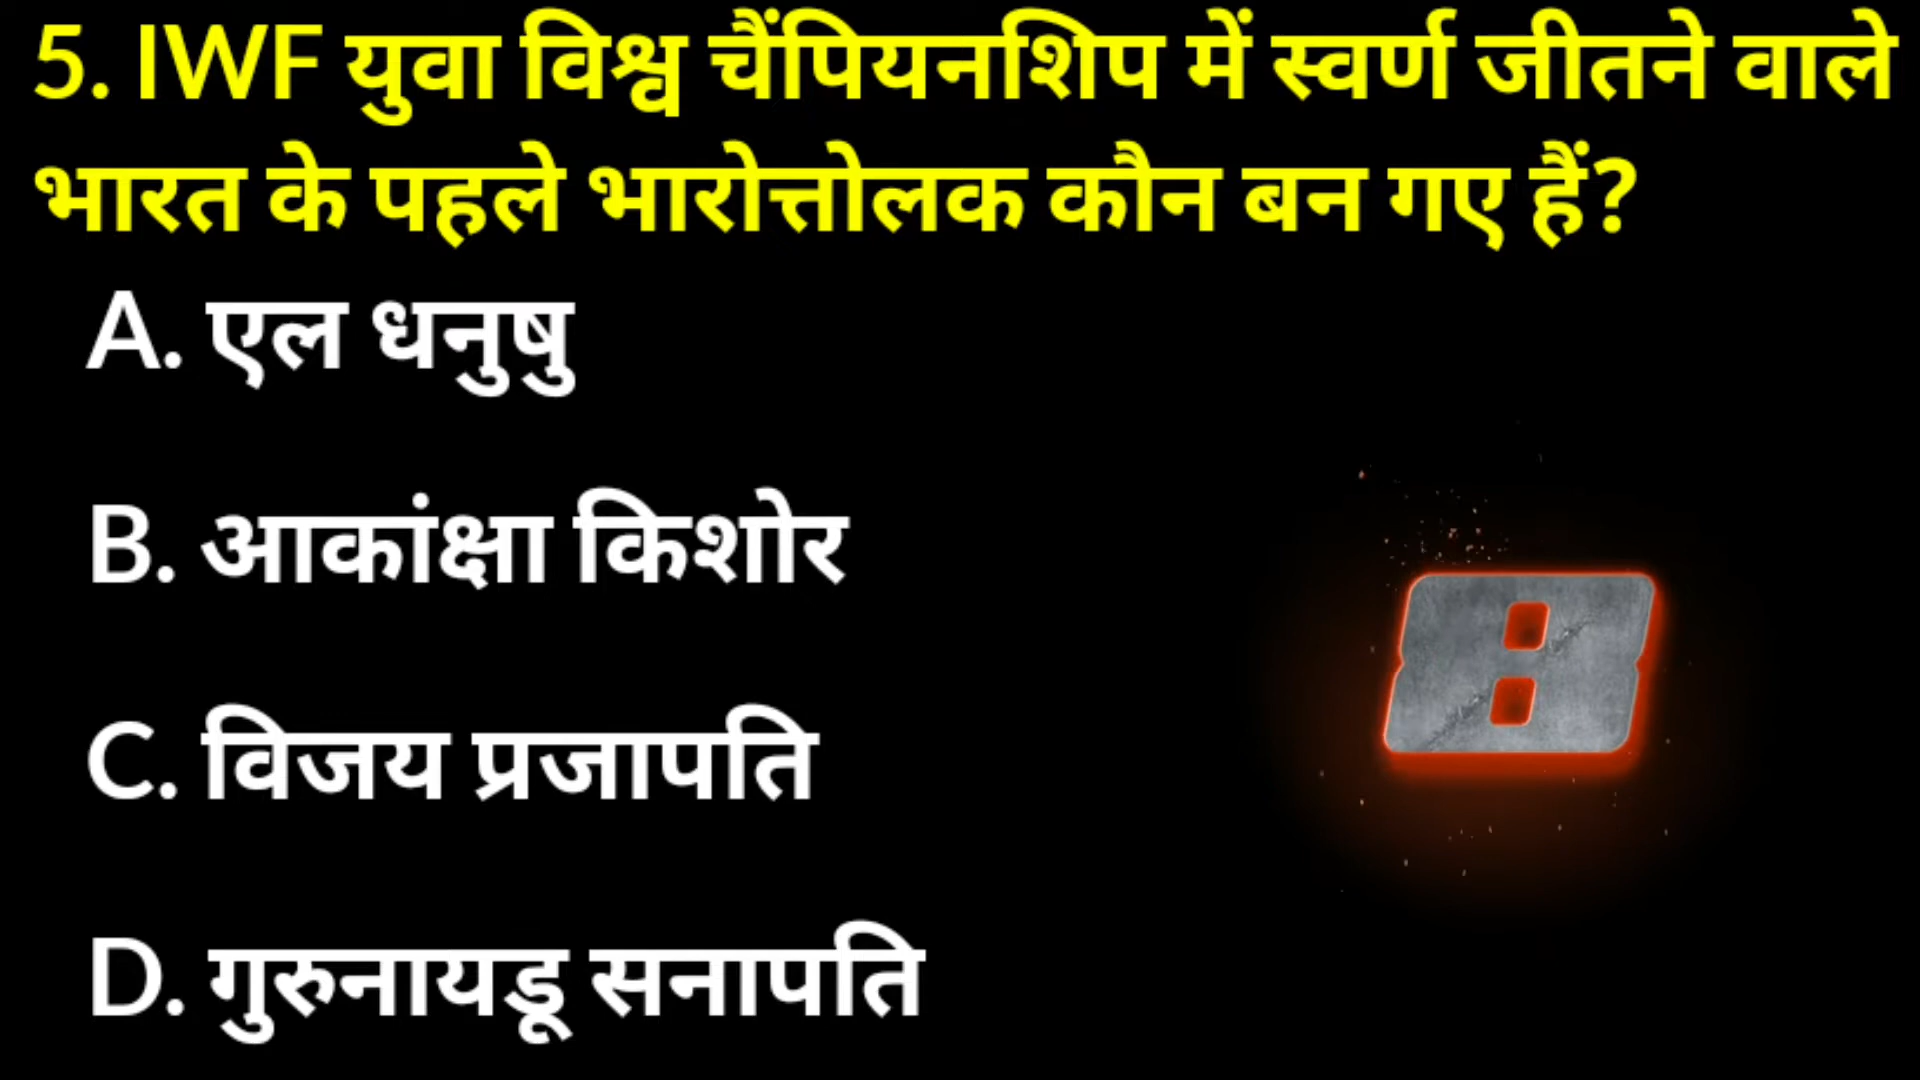 5. IWF युवा विश्व चैंपियनशिप में स्वर्ण जीतने वाले
भारत के पहले भारोत्तोलक कौन बन गए हैं?
A. एल धनुषु
B. आकांक्षा किशोर
C. विजय प्रजापति
D. गुरुनायडू सनापति
8